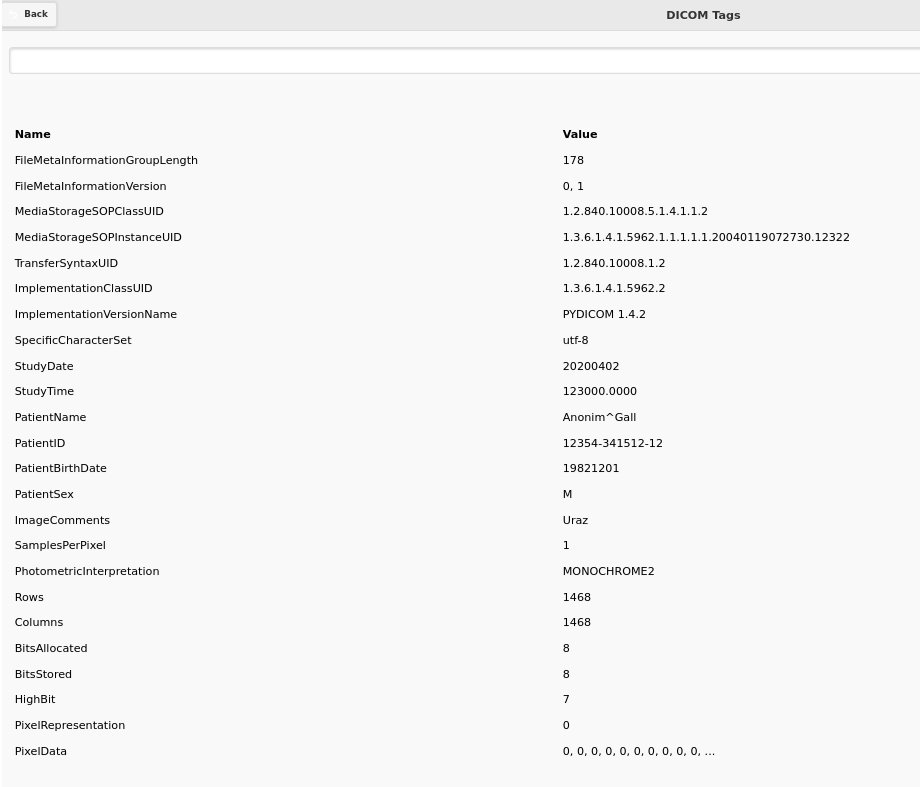 Back
DICOM Tags
Name Value
FileMetaInformationGroupLength 178
FileMetaInformationVersion 0, 1
MediaStorageSOPClassUID 1.2.840.10008.5.1.4.1.1.2
MediaStorageSOPInstanceUID 1.3.6.1.4.1.5962.1.1.1.1.1.20040119072730.12322
TransferSyntaxUID 1.2.840.10008.1.2
ImplementationClassUID 1.3.6.1.4.1.5962.2
ImplementationVersionName PYDICOM 1.4.2
SpecificCharacterSet utf-8
StudyDate 20200402
StudyTime 123000.0000
PatientName Anonim^Gall
PatientID 12354-341512-12
PatientBirthDate 19821201
PatientSex M
ImageComments Uraz
SamplesPerPixel 1
PhotometricInterpretation MONOCHROME2
Rows 1468
Columns 1468
BitsAllocated 8
BitsStored 8
HighBit 7
PixelRepresentation 0
PixelData 0, 0, 0, 0, 0, 0, 0, 0, 0, 0, ...